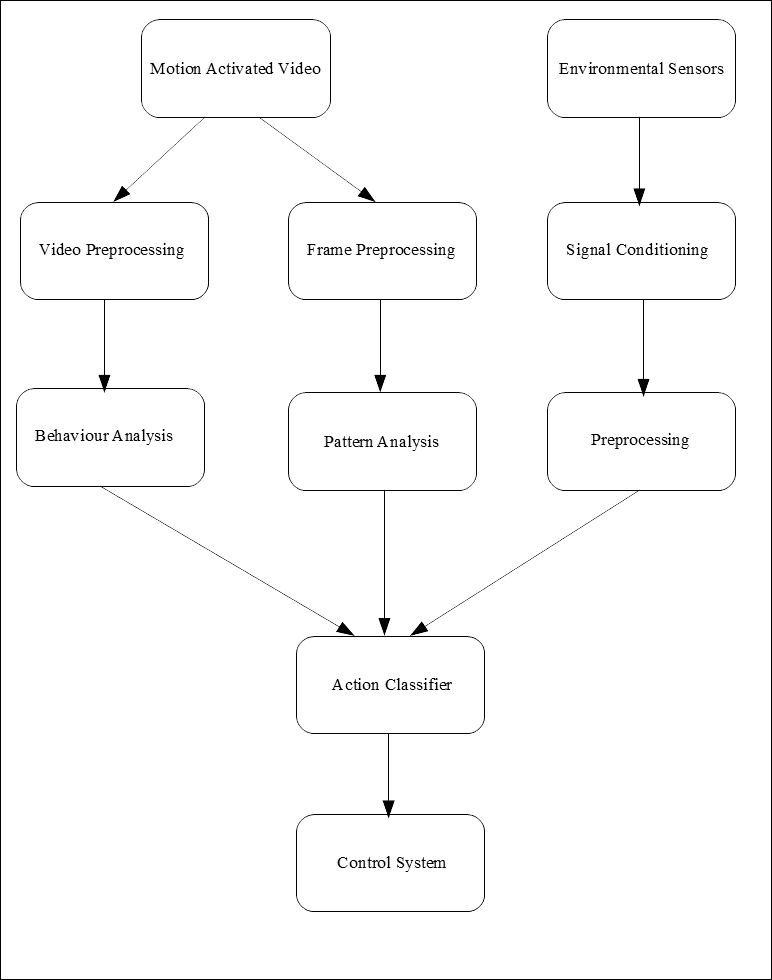 Motion Activated Video
Environmental Sensors
Video Preprocessing
Frame Preprocessing
Signal Conditioning
Behaviour Analysis
Pattern Analysis
Preprocessing
Action Classifier
Control System